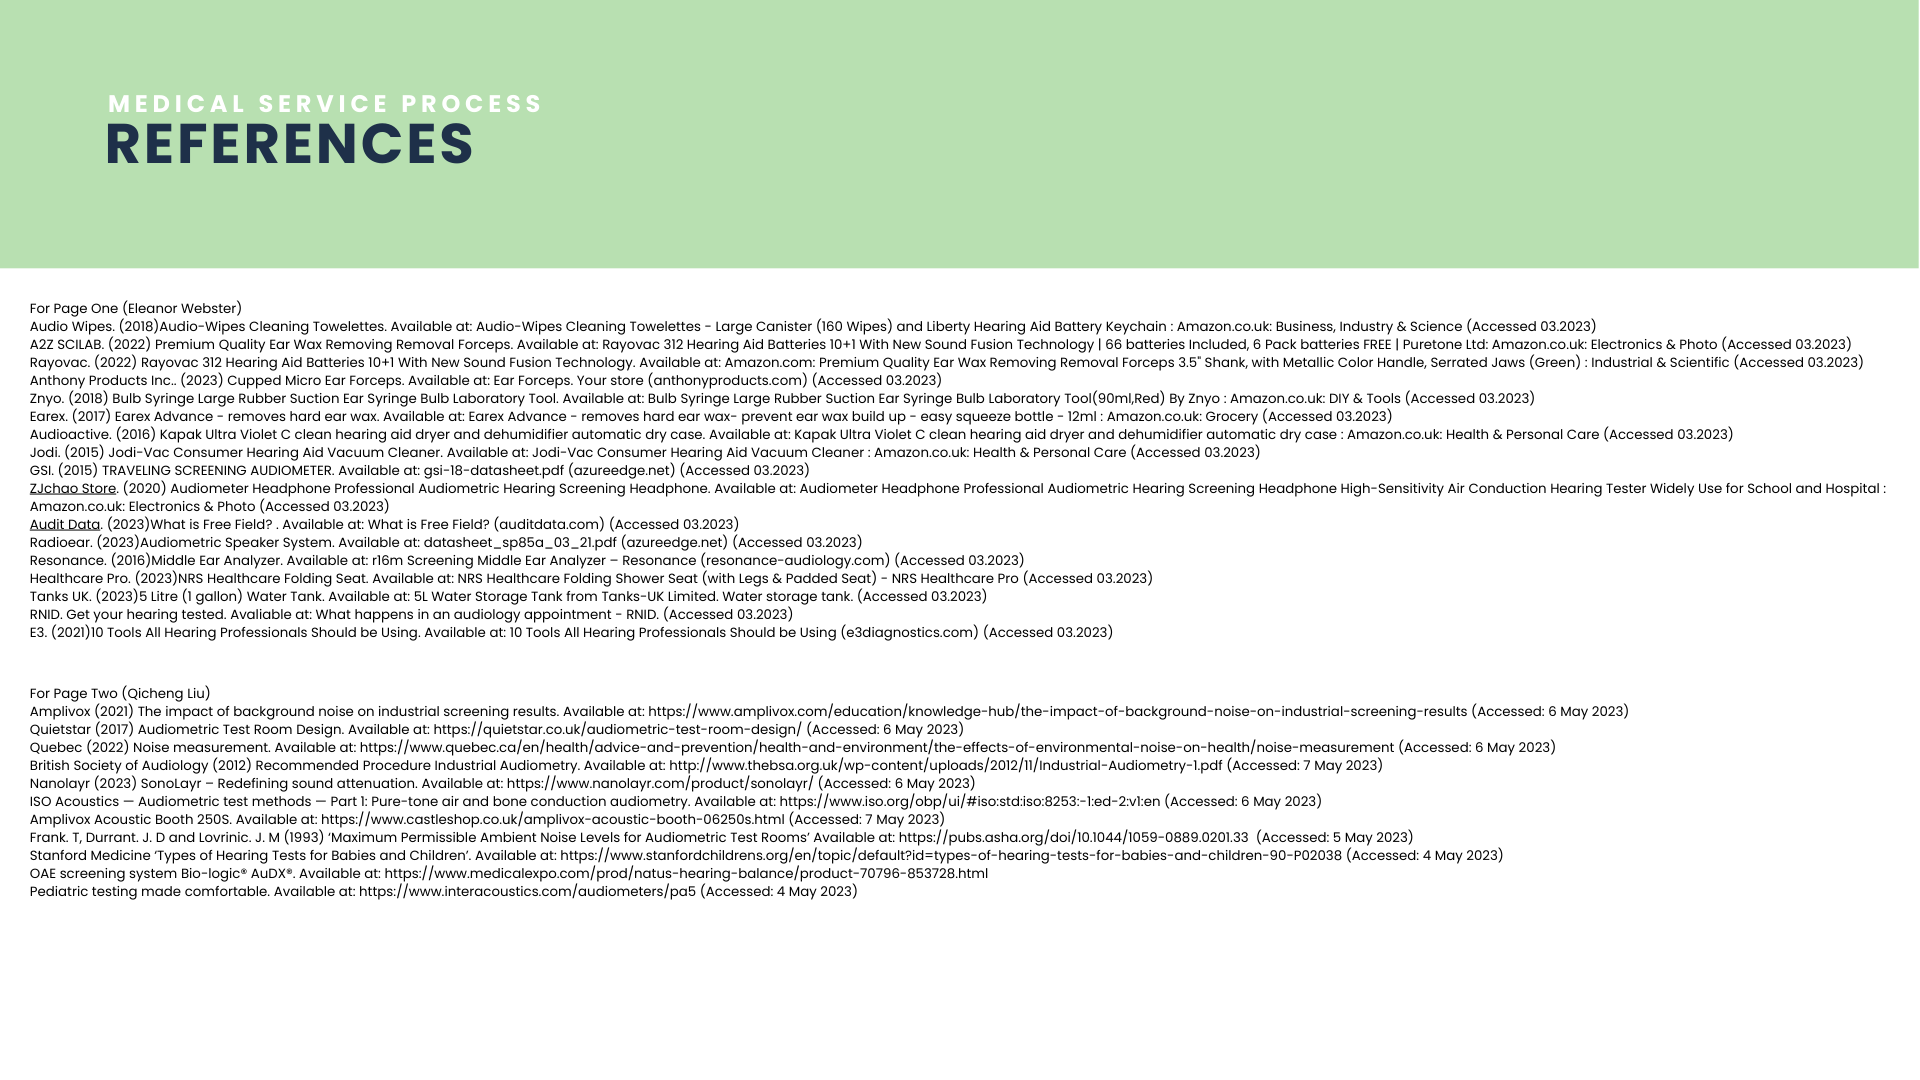 MEDICAL SERVICE PROCESS
REFERENCES
For Page One (Eleanor Webster)
Audio Wipes. (2018)Audio-Wipes Cleaning Towelettes. Available at: Audio-Wipes Cleaning Towelettes - Large Canister (160 Wipes) and Liberty Hearing Aid Battery Keychain : Amazon.co.uk: Business, Industry & Science (Accessed 03.2023)
A2Z SCILAB. (2022) Premium Quality Ear Wax Removing Removal Forceps. Available at: Rayovac 312 Hearing Aid Batteries 10+1 With New Sound Fusion Technology | 66 batteries Included, 6 Pack batteries FREE | Puretone Ltd: Amazon.co.uk: Electronics & Photo (Accessed 03.2023)
Rayovac. (2022) Rayovac 312 Hearing Aid Batteries 10+1 With New Sound Fusion Technology. Available at: Amazon.com: Premium Quality Ear Wax Removing Removal Forceps 3.5" Shank, with Metallic Color Handle, Serrated Jaws (Green) : Industrial & Scientific (Accessed 03.2023)
Anthony Products Inc.. (2023) Cupped Micro Ear Forceps. Available at: Ear Forceps. Your store (anthonyproducts.com) (Accessed 03.2023)
Znyo. (2018) Bulb Syringe Large Rubber Suction Ear Syringe Bulb Laboratory Tool. Available at: Bulb Syringe Large Rubber Suction Ear Syringe Bulb Laboratory Tool(90ml,Red) By Znyo : Amazon.co.uk: DIY & Tools (Accessed 03.2023)
Earex. (2017) Earex Advance - removes hard ear wax. Available at: Earex Advance - removes hard ear wax- prevent ear wax build up - easy squeeze bottle - 12ml : Amazon.co.uk: Grocery (Accessed 03.2023)
Audioactive. (2016) Kapak Ultra Violet C clean hearing aid dryer and dehumidifier automatic dry case. Available at: Kapak Ultra Violet C clean hearing aid dryer and dehumidifier automatic dry case : Amazon.co.uk: Health & Personal Care (Accessed 03.2023)
Jodi. (2015) Jodi-Vac Consumer Hearing Aid Vacuum Cleaner. Available at: Jodi-Vac Consumer Hearing Aid Vacuum Cleaner : Amazon.co.uk: Health & Personal Care (Accessed 03.2023)
GSI. (2015) TRAVELING SCREENING AUDIOMETER. Available at: gsi-18-datasheet.pdf (azureedge.net) (Accessed 03.2023)
ZJchao Store. (2020) Audiometer Headphone Professional Audiometric Hearing Screening Headphone. Available at: Audiometer Headphone Professional Audiometric Hearing Screening Headphone High-Sensitivity Air Conduction Hearing Tester Widely Use for School and Hospital :
Amazon.co.uk: Electronics & Photo (Accessed 03.2023)
Audit Data. (2023)What is Free Field? . Available at: What is Free Field? (auditdata.com) (Accessed 03.2023)
Radioear. (2023)Audiometric Speaker System. Available at: datasheet_sp85a_03_21.pdf (azureedge.net) (Accessed 03.2023)
Resonance. (2016)Middle Ear Analyzer. Available at: r16m Screening Middle Ear Analyzer – Resonance (resonance-audiology.com) (Accessed 03.2023)
Healthcare Pro. (2023)NRS Healthcare Folding Seat. Available at: NRS Healthcare Folding Shower Seat (with Legs & Padded Seat) - NRS Healthcare Pro (Accessed 03.2023)
Tanks UK. (2023)5 Litre (1 gallon) Water Tank. Available at: 5L Water Storage Tank from Tanks-UK Limited. Water storage tank. (Accessed 03.2023)
RNID. Get your hearing tested. Avaliable at: What happens in an audiology appointment - RNID. (Accessed 03.2023)
E3. (2021)10 Tools All Hearing Professionals Should be Using. Available at: 10 Tools All Hearing Professionals Should be Using (e3diagnostics.com) (Accessed 03.2023)
For Page Two (Qicheng Liu)
Amplivox (2021) The impact of background noise on industrial screening results. Available at: https://www.amplivox.com/education/knowledge-hub/the-impact-of-background-noise-on-industrial-screening-results (Accessed: 6 May 2023)
Quietstar (2017) Audiometric Test Room Design. Available at: https://quietstar.co.uk/audiometric-test-room-design/ (Accessed: 6 May 2023)
Quebec (2022) Noise measurement. Available at: https://www.quebec.ca/en/health/advice-and-prevention/health-and-environment/the-effects-of-environmental-noise-on-health/noise-measurement (Accessed: 6 May 2023)
British Society of Audiology (2012) Recommended Procedure Industrial Audiometry. Available at: http://www.thebsa.org.uk/wp-content/uploads/2012/11/Industrial-Audiometry-1.pdf (Accessed: 7 May 2023)
Nanolayr (2023) SonoLayr – Redefining sound attenuation. Available at: https://www.nanolayr.com/product/sonolayr/ (Accessed: 6 May 2023)
ISO Acoustics — Audiometric test methods — Part 1: Pure-tone air and bone conduction audiometry. Available at: https://www.iso.org/obp/ui/#iso:std:iso:8253:-1:ed-2:v1:en (Accessed: 6 May 2023)
Amplivox Acoustic Booth 250S. Available at: https://www.castleshop.co.uk/amplivox-acoustic-booth-06250s.html (Accessed: 7 May 2023)
Frank. T, Durrant. J. D and Lovrinic. J. M (1993) ‘Maximum Permissible Ambient Noise Levels for Audiometric Test Rooms’ Available at: https://pubs.asha.org/doi/10.1044/1059-0889.0201.33 (Accessed: 5 May 2023)
Stanford Medicine ‘Types of Hearing Tests for Babies and Children’. Available at: https://www.stanfordchildrens.org/en/topic/default?id=types-of-hearing-tests-for-babies-and-children-90-P02038 (Accessed: 4 May 2023)
OAE screening system Bio-logic® AuDX®. Available at: https://www.medicalexpo.com/prod/natus-hearing-balance/product-70796-853728.html
Pediatric testing made comfortable. Available at: https://www.interacoustics.com/audiometers/pa5 (Accessed: 4 May 2023)